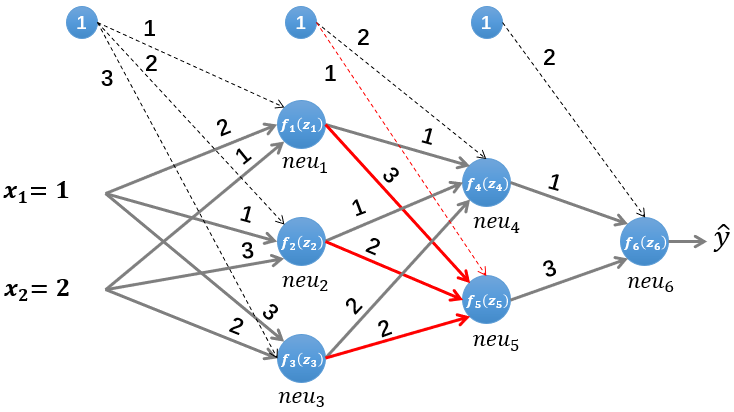 1 1 1
1
2
3
2
1
2
f₁(z₁)
neu₁
2
1
1
3
f₄(z₄)
neu₄
1
2
x₁= 1
1
3
f₂(z₂)
neu₂
1
2
f₆(z₆)
neu₆
ŷ
x₂= 2
3
2
f₃(z₃)
neu₃
2
2
f₅(z₅)
neu₅
3